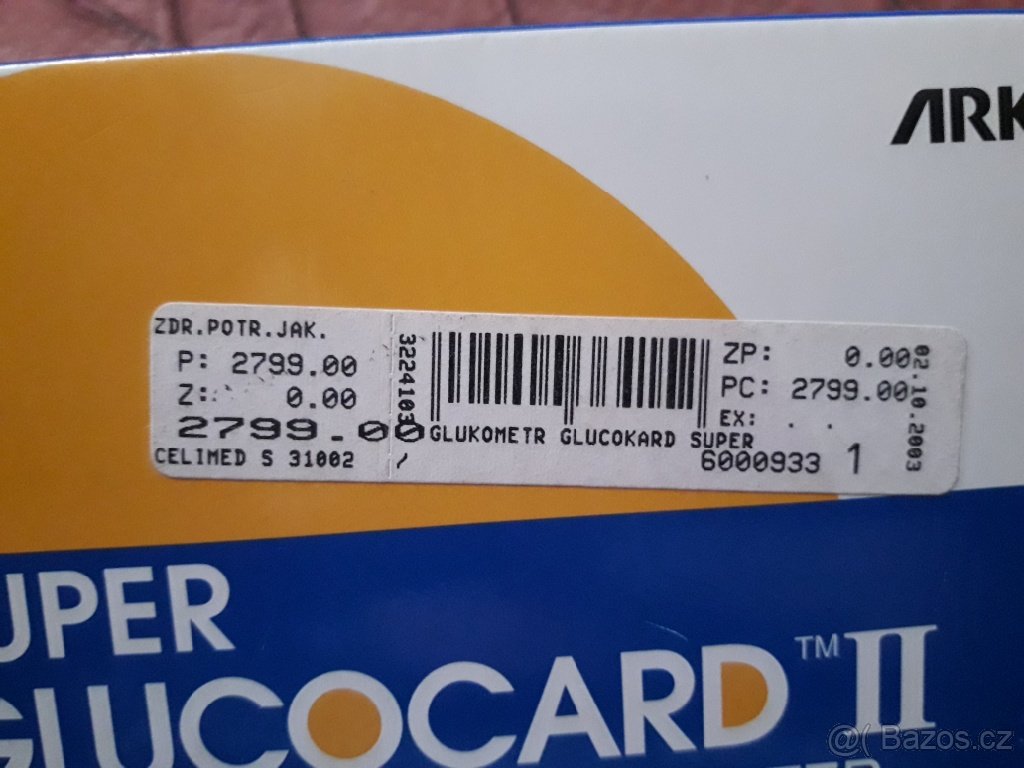 ARK
ZDR.POTR.JAK.
P: 2799.00
Z: 0.00
2799.00
CELIMED S 31002
3224103
GLUKOMETR GLUCOKARD SUPER
6000933 1
ZP: 0.00
PC: 2799.00
EX: . .
02.10.2003
UPER
GLUCOCARD™ II
@( Bazos.cz